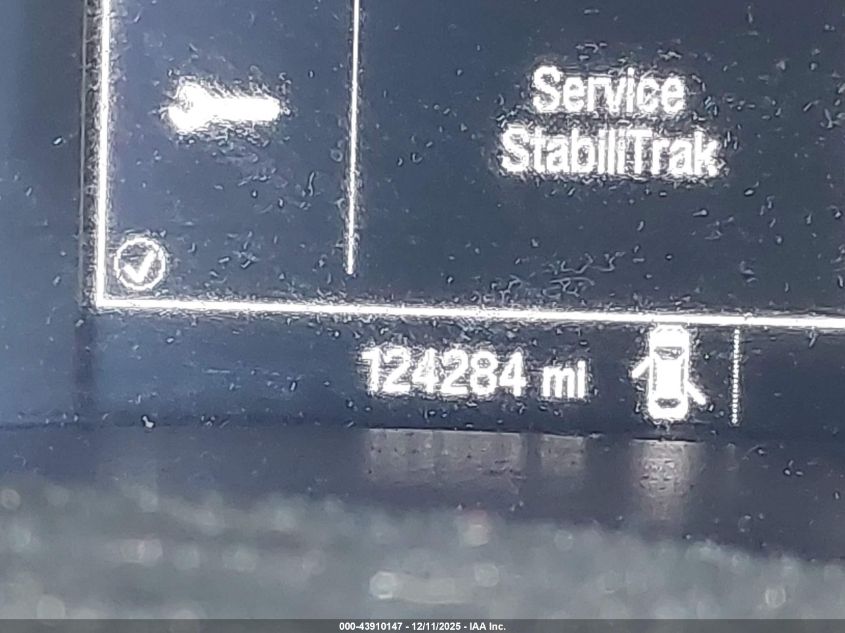 Service
StabiliTrak
124284 mi
000-43910147 - 12/11/2025 - IAA Inc.